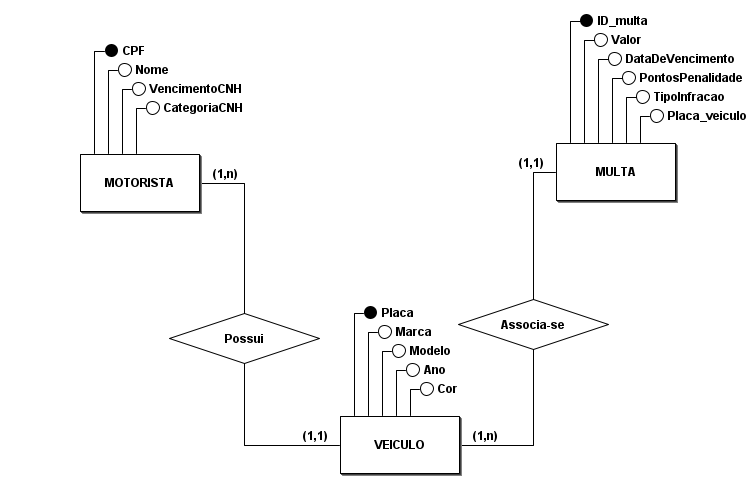 CPF
Nome
VencimentoCNH
CategoriaCNH
MOTORISTA
(1,n)
ID_multa
Valor
DataDeVencimento
PontosPenalidade
TipoInfracao
Placa_veiculo
(1,1)
MULTA
Possui
Associa-se
Placa
Marca
Modelo
Ano
Cor
(1,1)
VEICULO
(1,n)